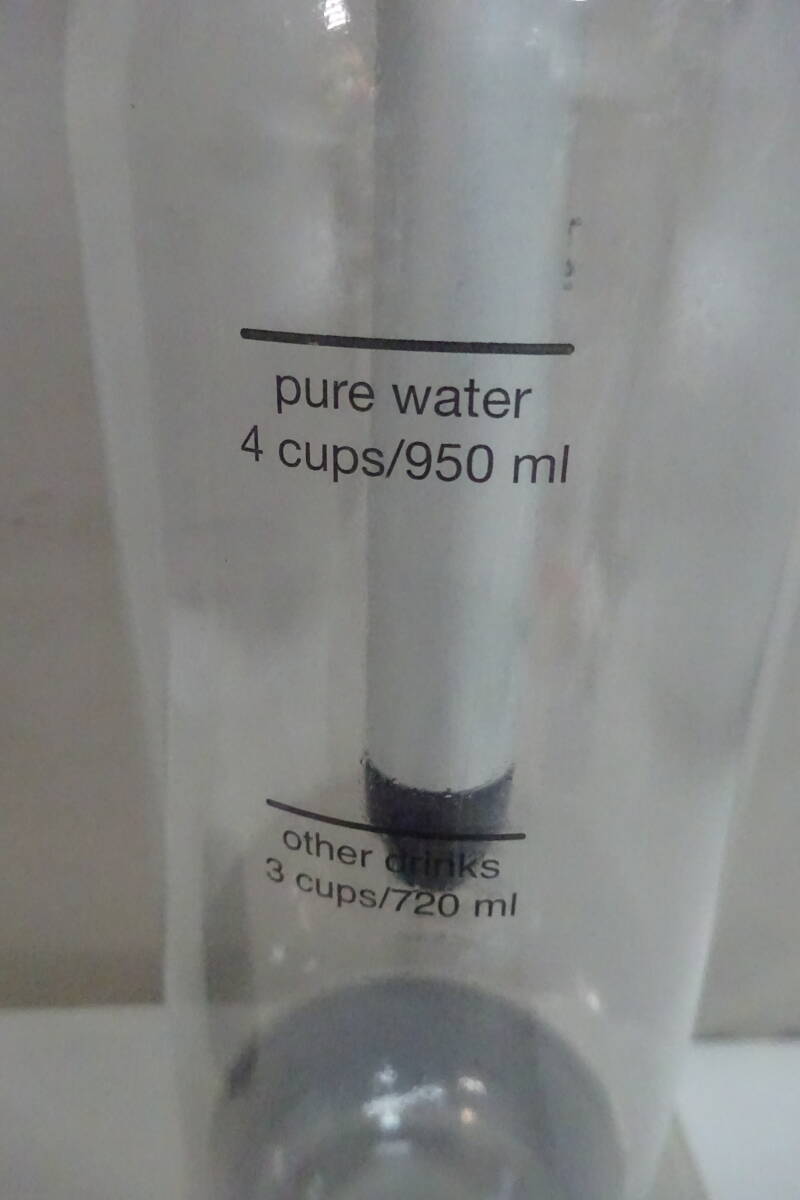 pure water
4 cups/950 ml
other drinks
3 cups/720 ml